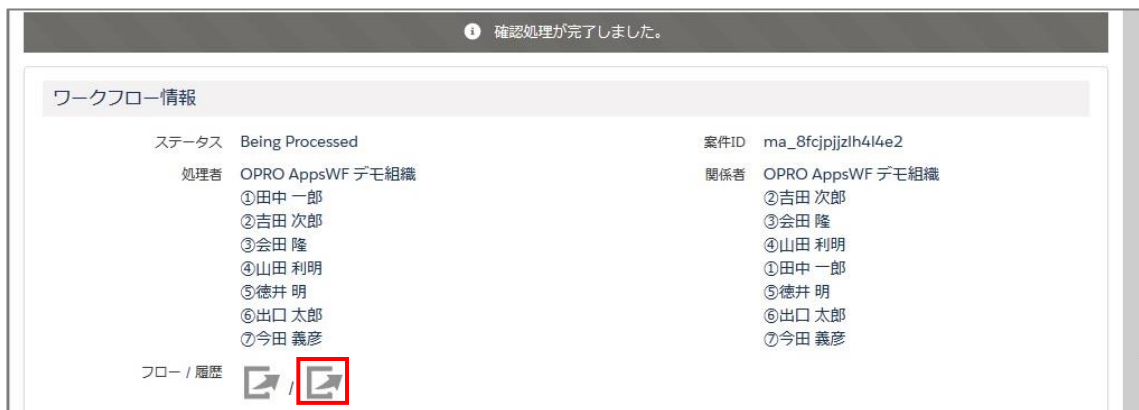 確認処理が完了しました。
ワークフロー情報
ステータス Being Processed
案件ID ma_8fcjpjjzlh4l4e2
処理者 OPRO AppsWF デモ組織
①田中 一郎
②吉田 次郎
③会田 隆
④山田 利明
⑤徳井 明
⑥出口 太郎
⑦今田 義彦
関係者 OPRO AppsWF デモ組織
②吉田 次郎
③会田 隆
④山田 利明
①田中 一郎
⑤徳井 明
⑥出口 太郎
⑦今田 義彦
フロー / 履歴 /